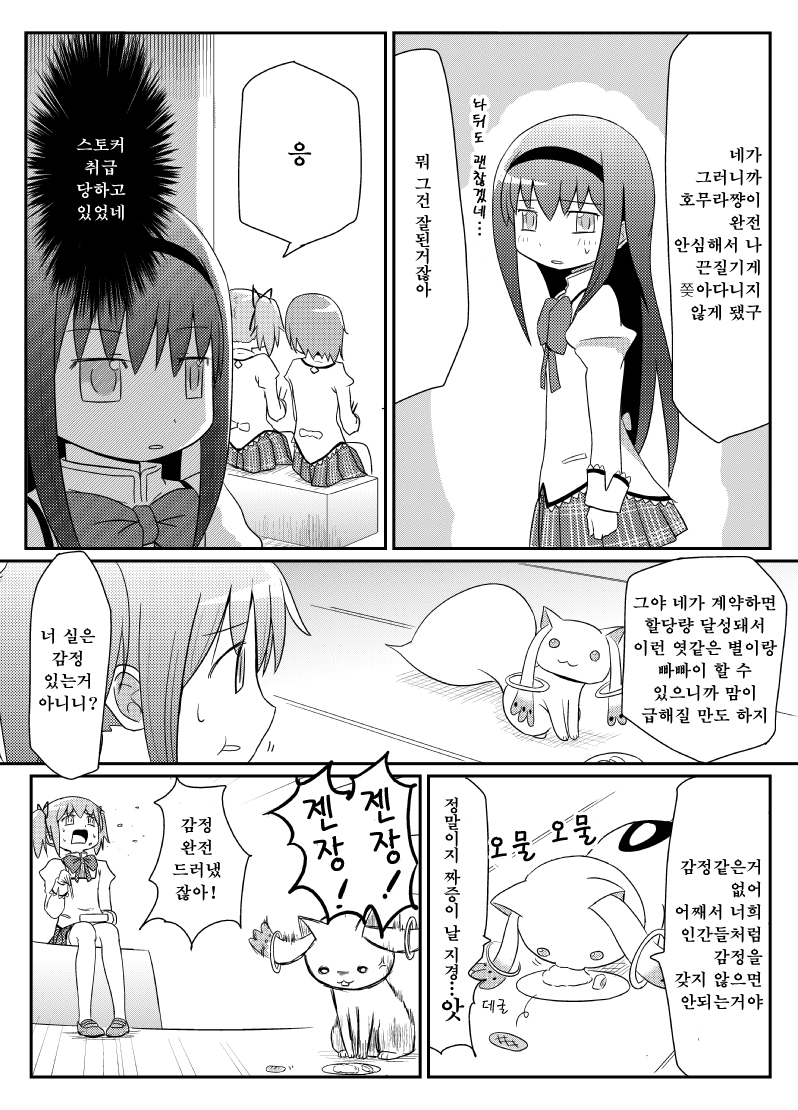 네가
그러니까
호무라쨩이
완전
안심해서 나
끈질기게
쫒아다니지
않게 됐구
나 뒤도 괜찮겠네…
뭐 그건 잘된거잖아
응
스토커
취급
당하고
있었네
그야 네가 계약하면
할당량 달성돼서
이런 엿같은 별이랑
빠빠이 할 수
있으니까 맘이
급해질 만도 하지
너 실은
감정
있는거
아니니?
감정같은거
없어
어째서 너희
인간들처럼
감정을
갖지 않으면
안되는거야
오물 오물
정말이지 짜증이 날 지경… 앗
데굴
젠장!
젠장!
감정
완전
드러냈
잖아!